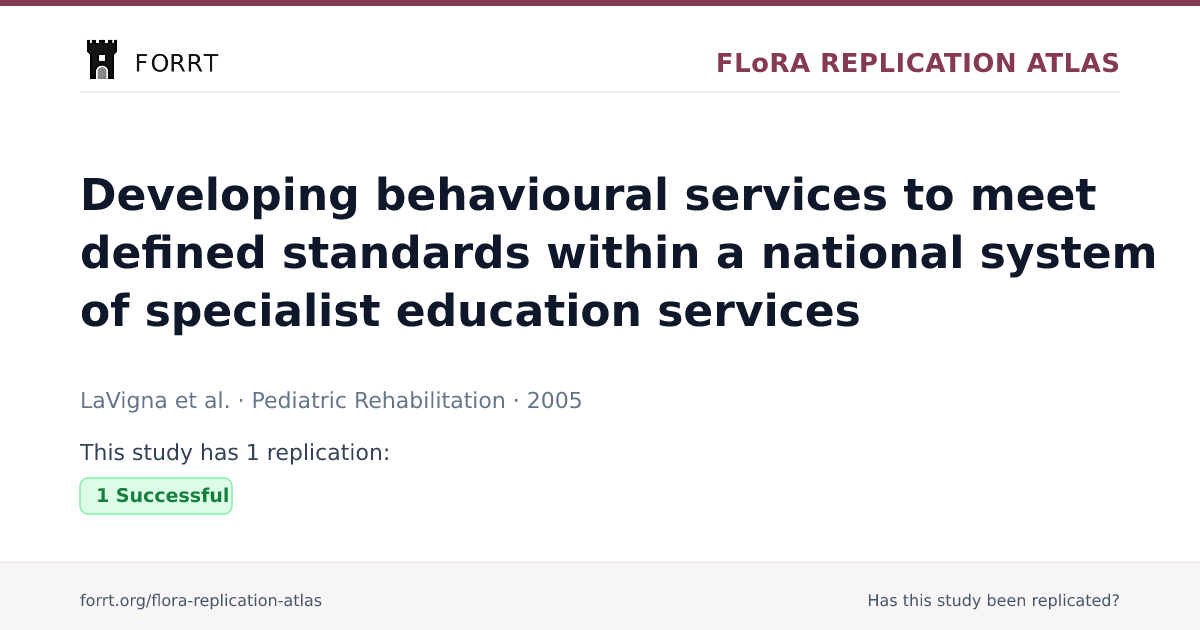 FORRT
FLoRA REPLICATION ATLAS
Developing behavioural services to meet
defined standards within a national system
of specialist education services
LaVigna et al. · Pediatric Rehabilitation · 2005
This study has 1 replication:
1 Successful
forrt.org/flora-replication-atlas
Has this study been replicated?